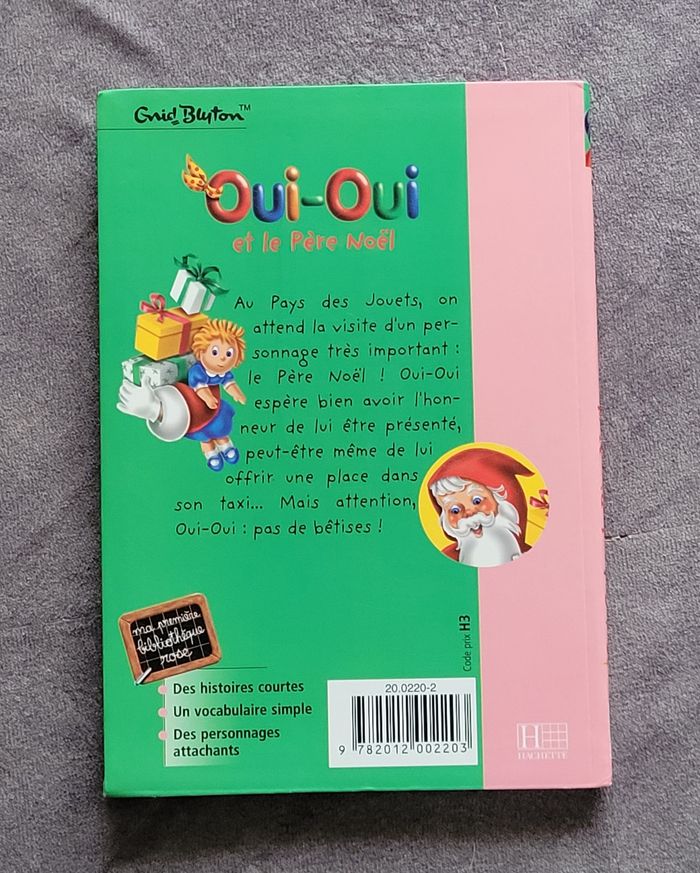 Enid Blyton™
Oui-Oui
et le Père Noël
Au Pays des Jouets, on
attend la visite d'un per-
sonnage très important :
le Père Noël ! Oui-Oui
espère bien avoir l'hon-
neur de lui être présenté,
peut-être même de lui
offrir une place dans
son taxi... Mais attention,
Oui-Oui : pas de bêtises !
ma première
bibliothèque
rose
Des histoires courtes
Un vocabulaire simple
Des personnages
attachants
Code prix H3
20.0220-2
9 782012 002203
H
HACHETTE